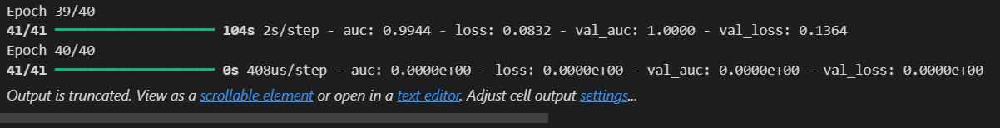 Epoch 39/40
41/41 ━━━━━━━━━━━━━━━━━━━━ 104s 2s/step - auc: 0.9944 - loss: 0.0832 - val_auc: 1.0000 - val_loss: 0.1364
Epoch 40/40
41/41 ━━━━━━━━━━━━━━━━━━━━ 0s 408us/step - auc: 0.0000e+00 - loss: 0.0000e+00 - val_auc: 0.0000e+00 - val_loss: 0.0000e+00
Output is truncated. View as a scrollable element or open in a text editor. Adjust cell output settings...